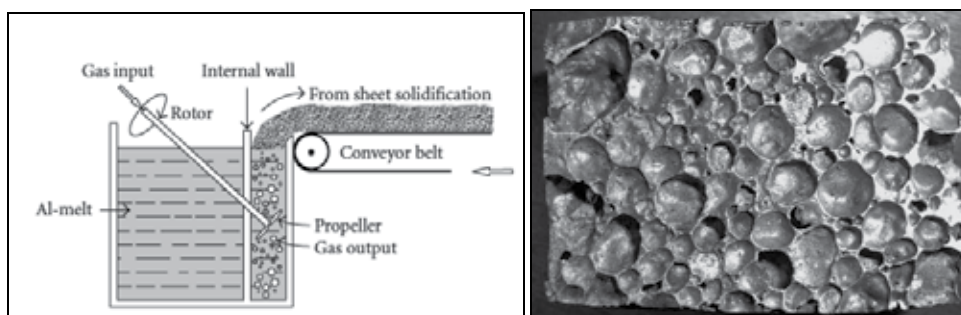 Gas input
Internal wall
From sheet solidification
Rotor
Conveyor belt
Al-melt
Propeller
Gas output